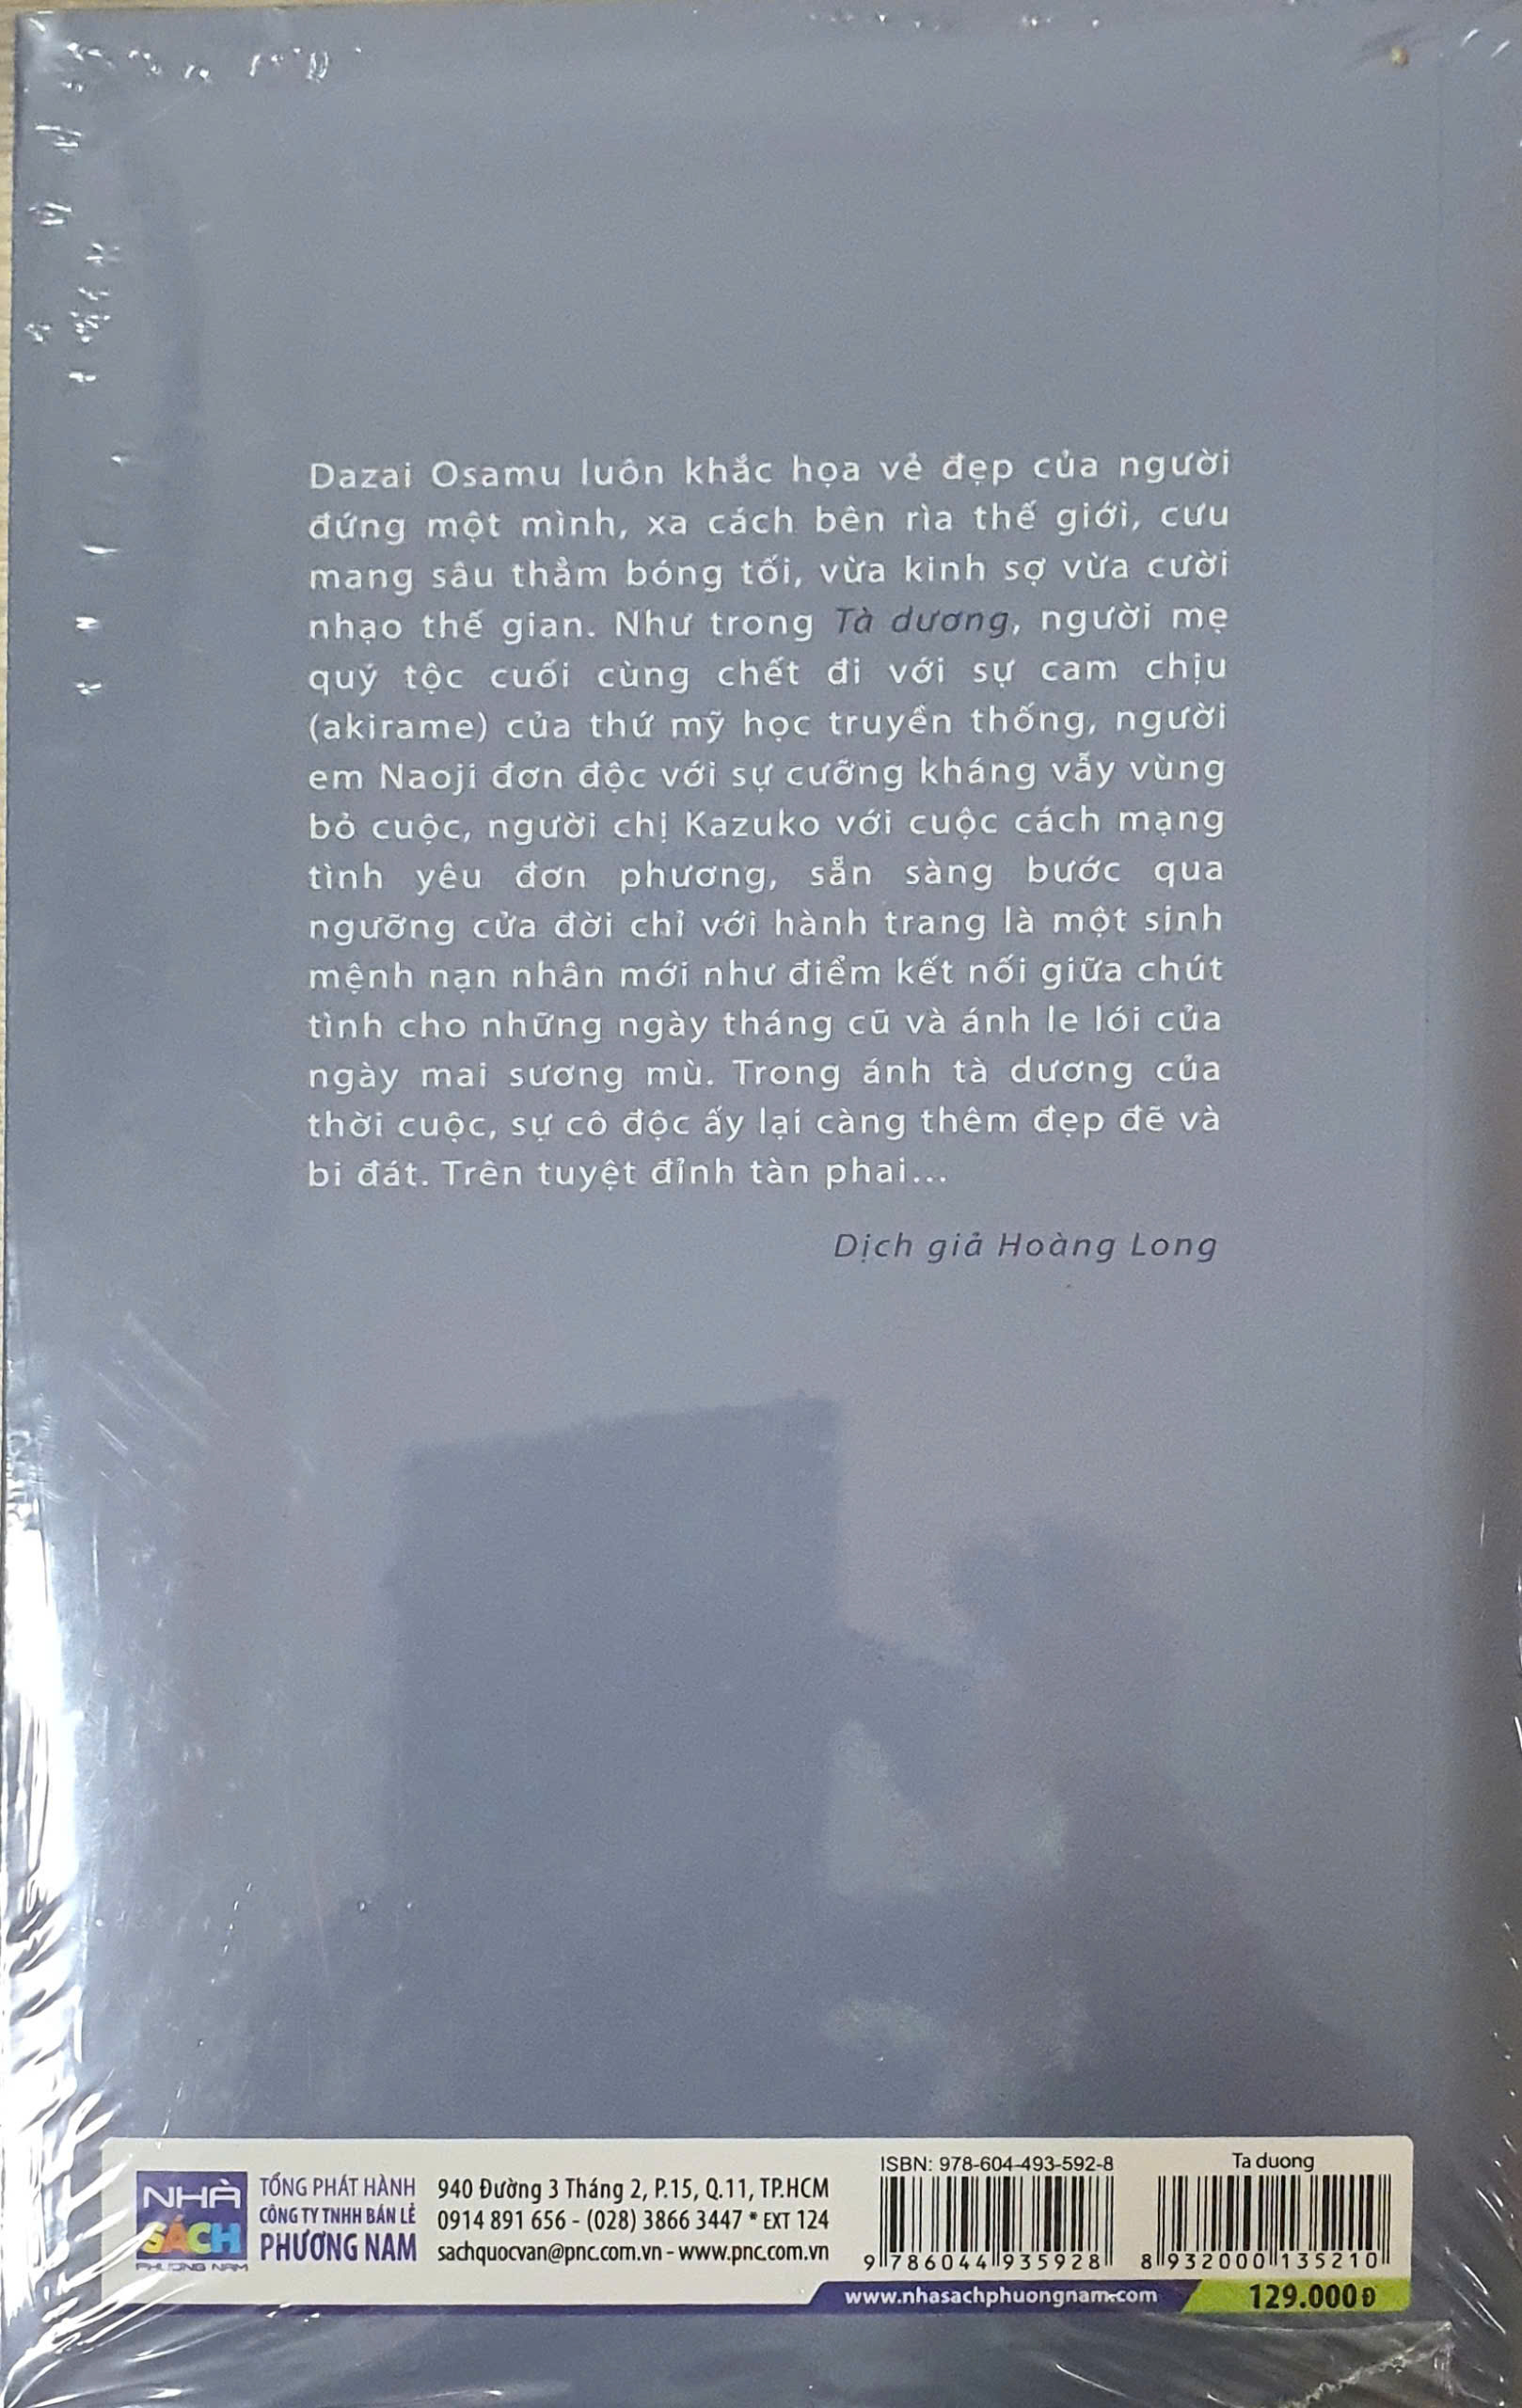 Dazai Osamu luôn khắc họa vẻ đẹp của người
đứng một mình, xa cách bên rìa thế giới, cưu
mang sâu thẳm bóng tối, vừa kinh sợ vừa cười
nhạo thế gian. Như trong Tà dương, người mẹ
quý tộc cuối cùng chết đi với sự cam chịu
(akirame) của thứ mỹ học truyền thống, người
em Naoji đơn độc với sự cưỡng kháng vẫy vùng
bỏ cuộc, người chị Kazuko với cuộc cách mạng
tình yêu đơn phương, sẵn sàng bước qua
ngưỡng cửa đời chỉ với hành trang là một sinh
mệnh nạn nhân mới như điểm kết nối giữa chút
tình cho những ngày tháng cũ và ánh le lói của
ngày mai sương mù. Trong ánh tà dương của
thời cuộc, sự cô độc ấy lại càng thêm đẹp đẽ và
bi đát. Trên tuyệt đỉnh tàn phai...
Dịch giả Hoàng Long
NHÀ
SÁCH
PHƯƠNG NAM
TỔNG PHÁT HÀNH
CÔNG TY TNHH BÁN LẺ
PHƯƠNG NAM
940 Đường 3 Tháng 2, P.15, Q.11, TP.HCM
0914 891 656 - (028) 3866 3447 * EXT 124
sachquocvan@pnc.com.vn - www.pnc.com.vn
ISBN: 978-604-493-592-8
9 786044 935928
Ta duong
8 932000 135210
www.nhasachphuongnam.com
129.000 Đ